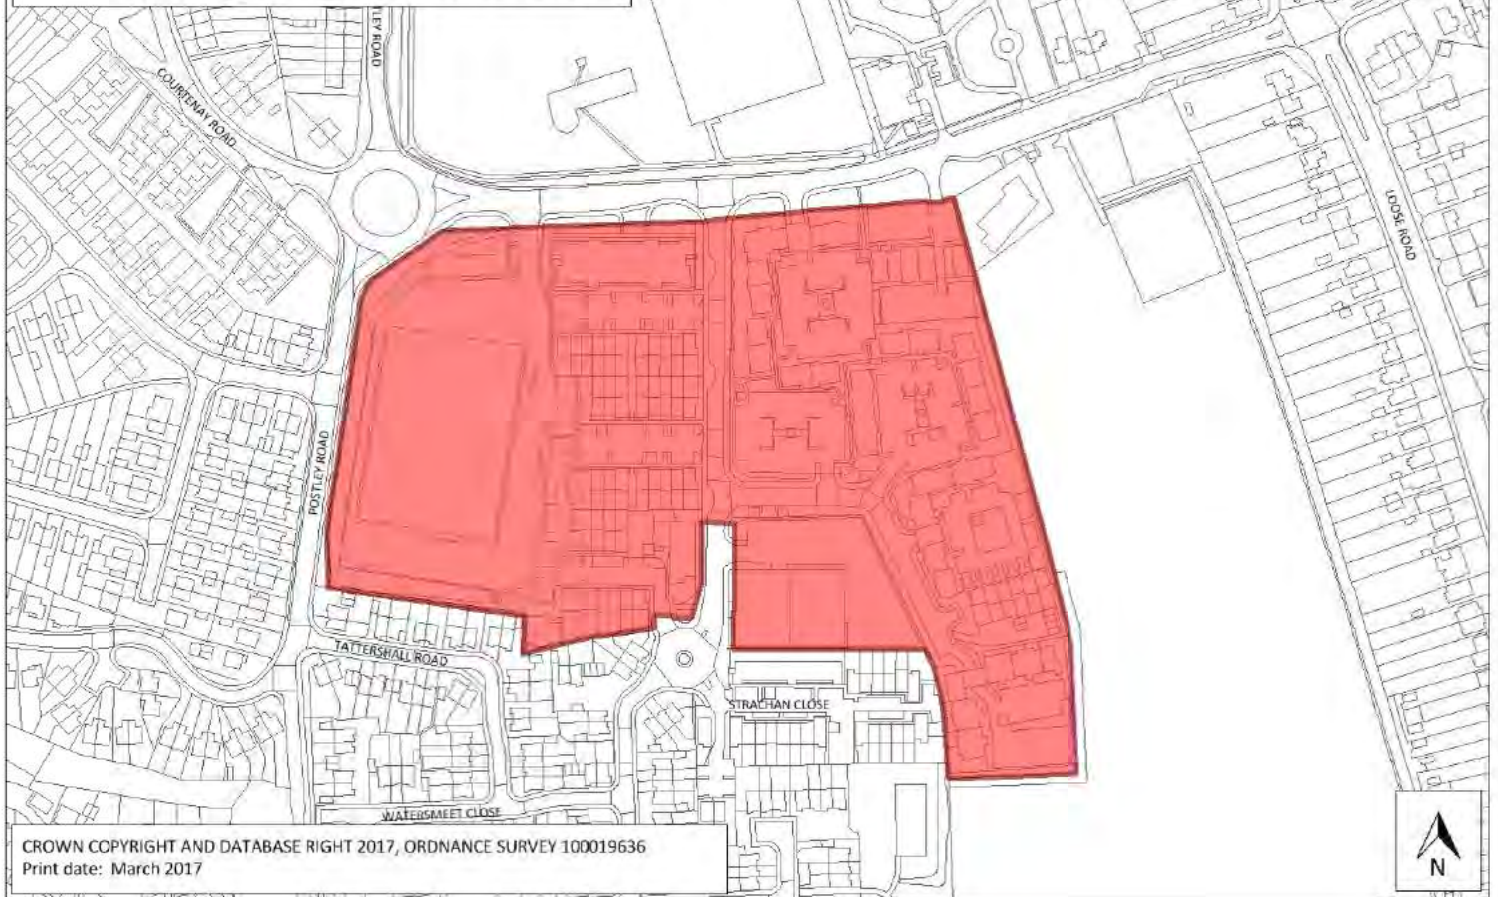 COURTENAY ROAD
LEY ROAD
LOOSE ROAD
POSTLEY ROAD
TATTERSHALL ROAD
STRACHAN CLOSE
WATERSMEET CLOSE
CROWN COPYRIGHT AND DATABASE RIGHT 2017, ORDNANCE SURVEY 100019636
Print date: March 2017
N